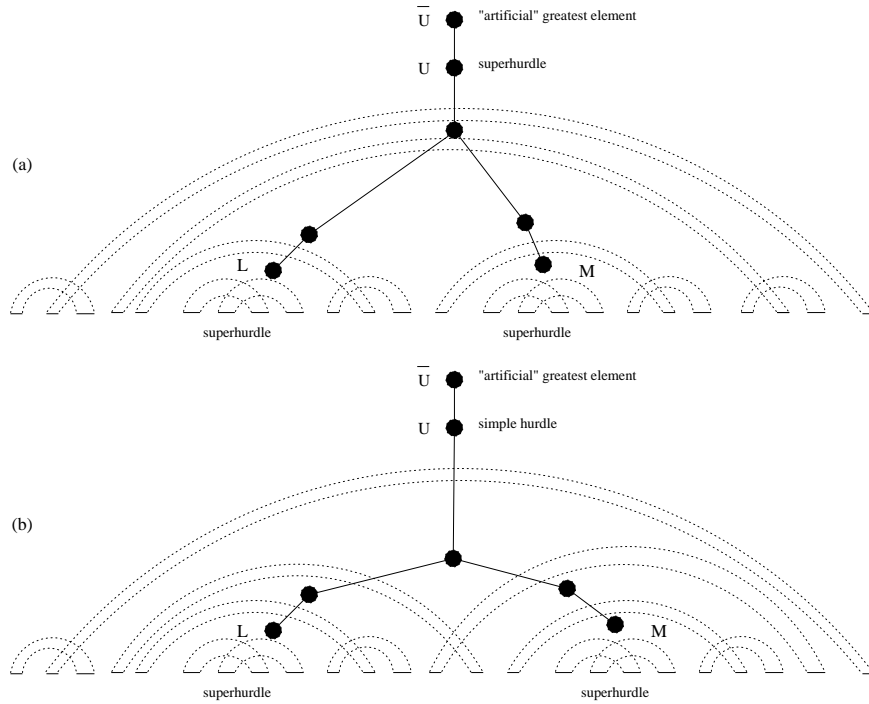 U̅ "artificial" greatest element
U superhurdle
(a)
L M
superhurdle superhurdle
U̅ "artificial" greatest element
U simple hurdle
(b)
L M
superhurdle superhurdle